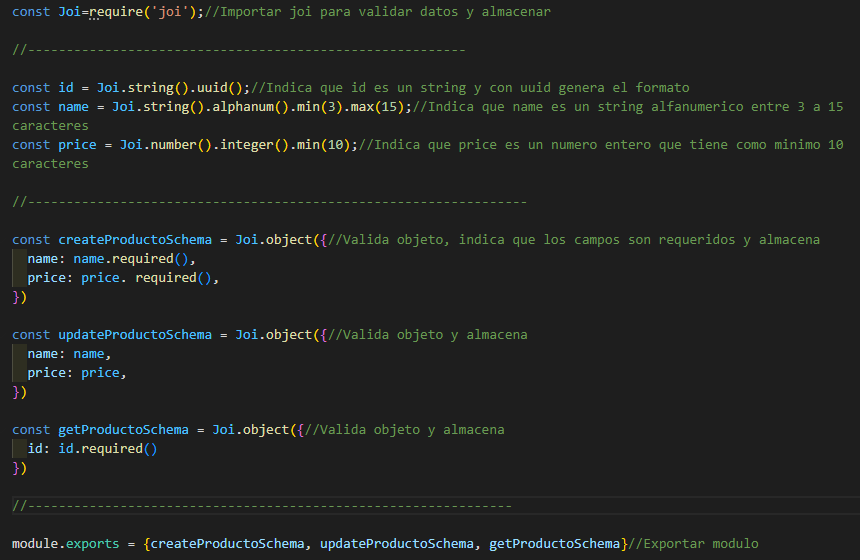 const Joi=require('joi');//Importar joi para validar datos y almacenar
//---------------------------------------------------------
const id = Joi.string().uuid();//Indica que id es un string y con uuid genera el formato
const name = Joi.string().alphanum().min(3).max(15);//Indica que name es un string alfanumerico entre 3 a 15
caracteres
const price = Joi.number().integer().min(10);//Indica que price es un numero entero que tiene como minimo 10
caracteres
//-----------------------------------------------------------------
const createProductoSchema = Joi.object({//Valida objeto, indica que los campos son requeridos y almacena
  name: name.required(),
  price: price. required(),
})
const updateProductoSchema = Joi.object({//Valida objeto y almacena
  name: name,
  price: price,
})
const getProductoSchema = Joi.object({//Valida objeto y almacena
  id: id.required()
})
//---------------------------------------------------------------
module.exports = {createProductoSchema, updateProductoSchema, getProductoSchema}//Exportar modulo